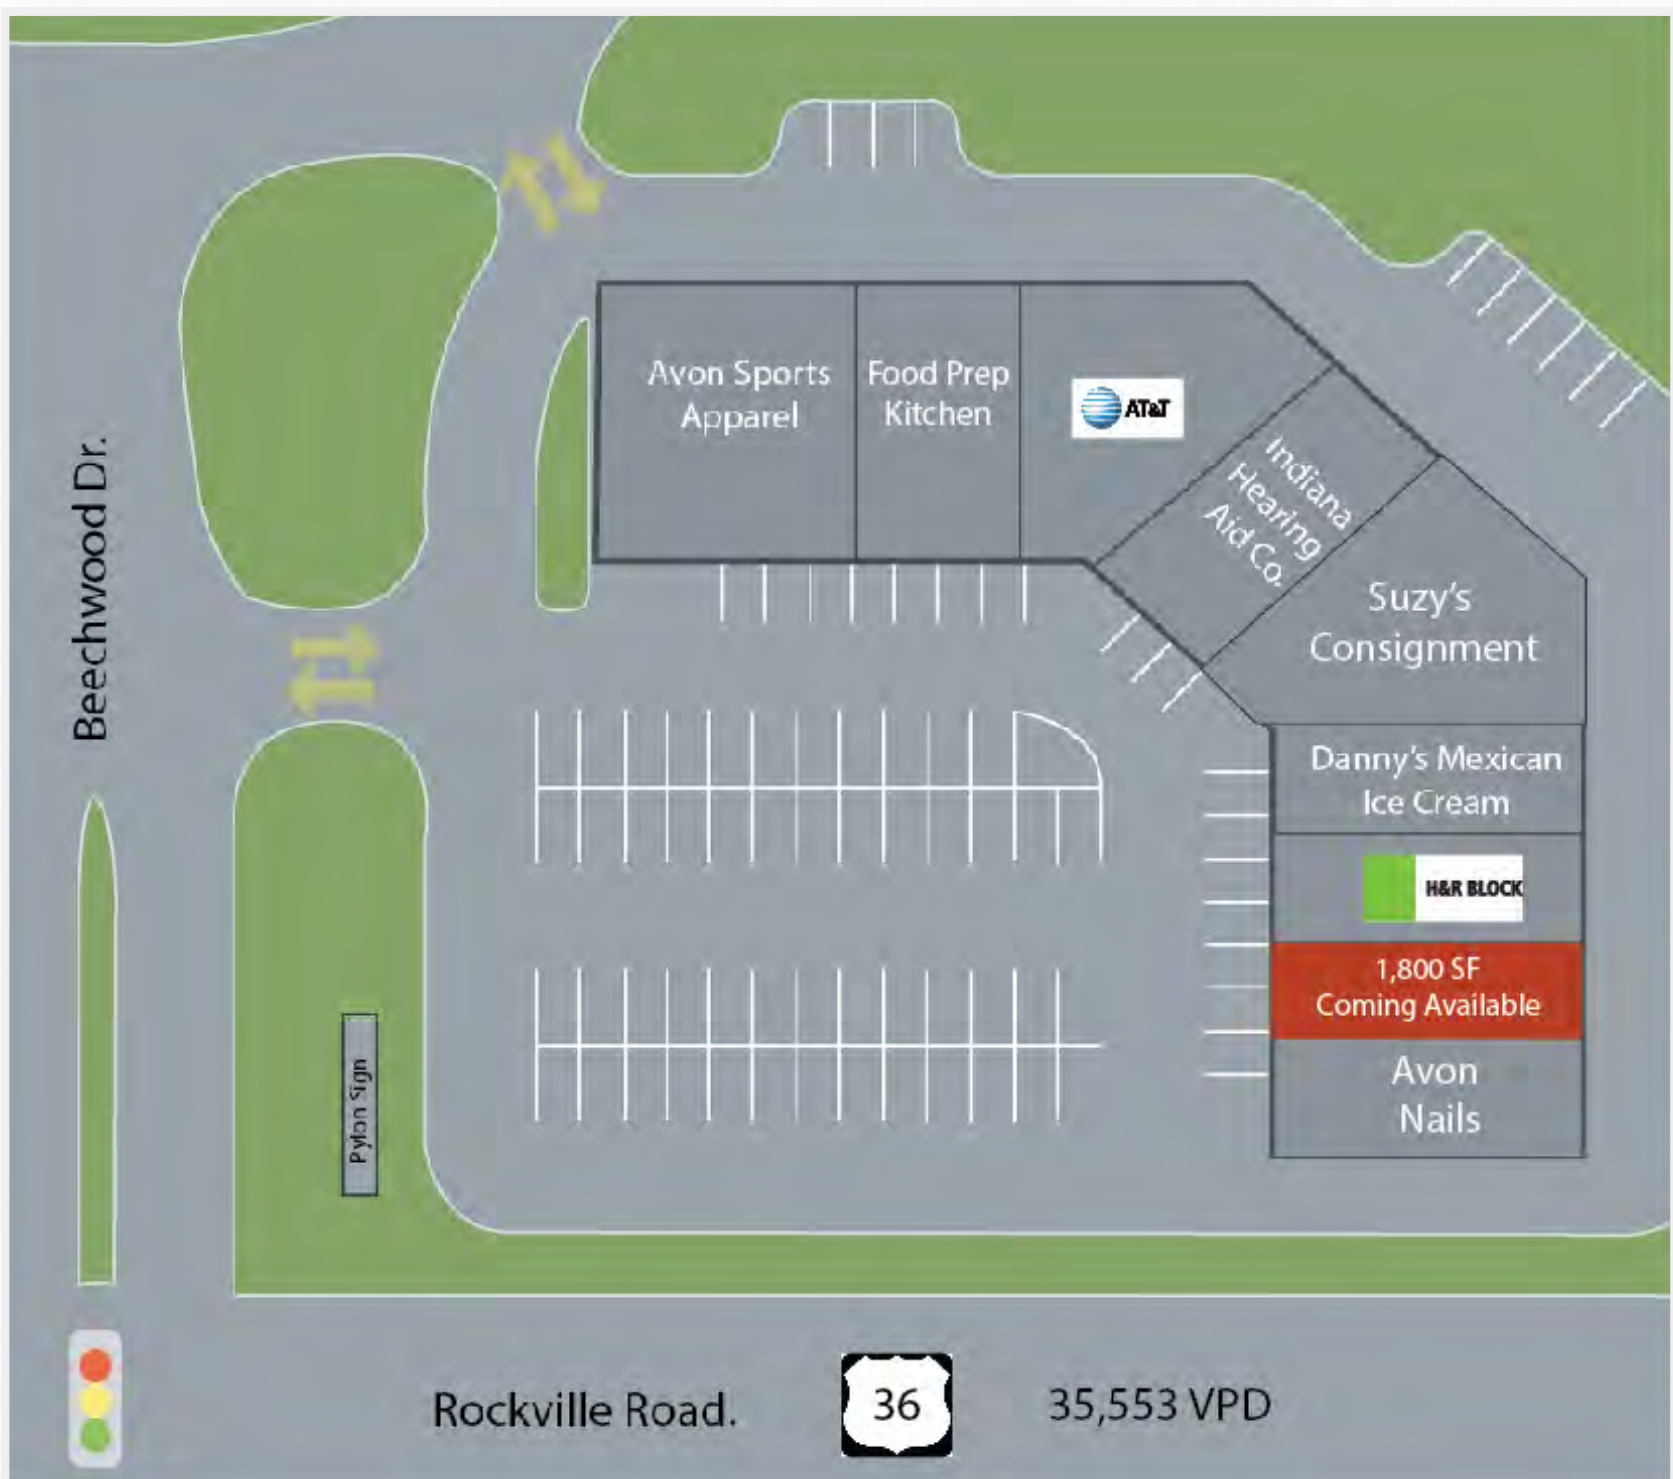 Avon Sports
Apparel
Food Prep
Kitchen
AT&T
Indiana
Hearing
Aid Co.
Suzy's
Consignment
Danny's Mexican
Ice Cream
H&R BLOCK
1,800 SF
Coming Available
Avon
Nails
Beechwood Dr.
Pylon Sign
Rockville Road.
36
35,553 VPD